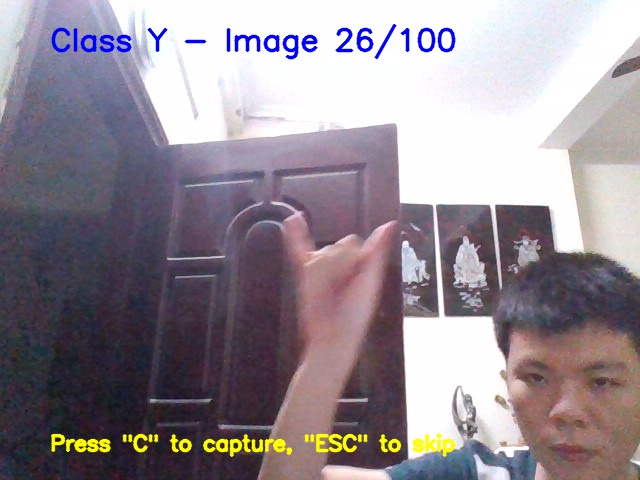 Class Y - Image 26/100
Press "C" to capture, "ESC" to skip